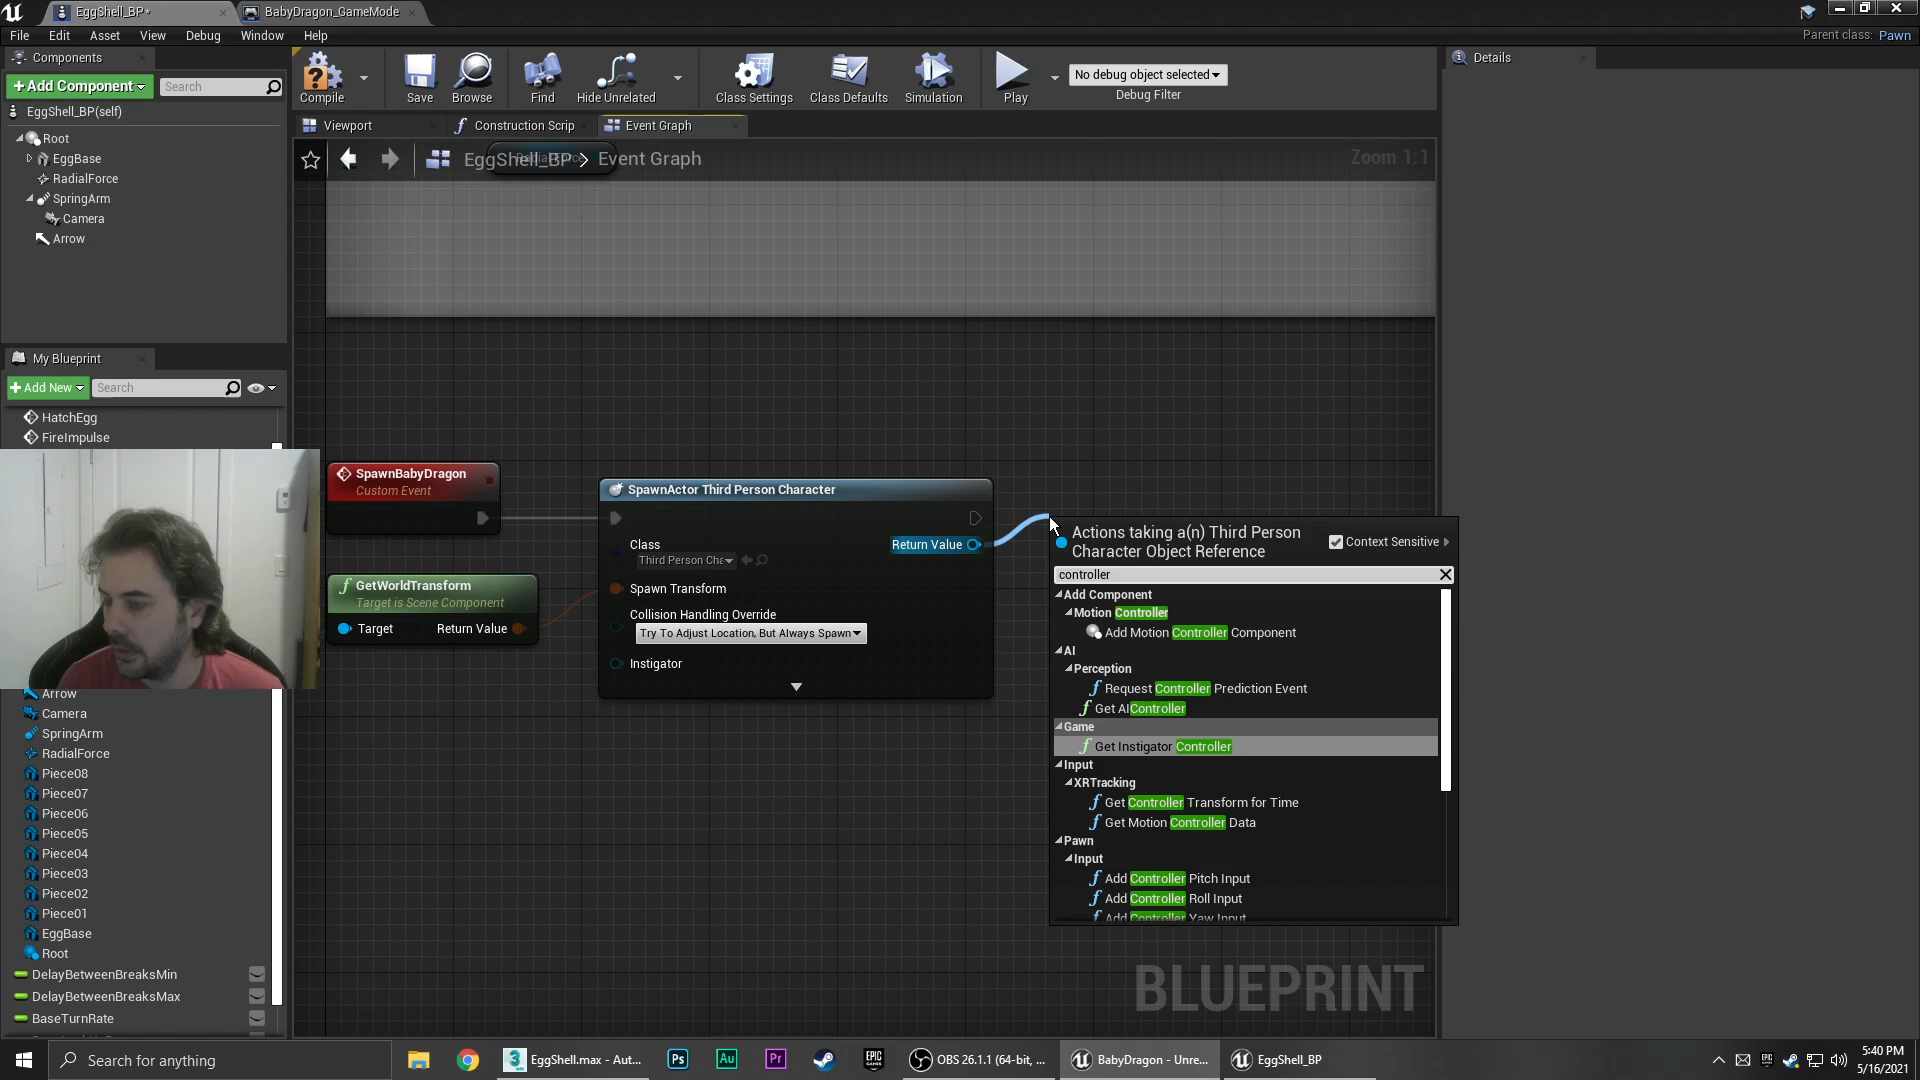 EggShell_BP*
BabyDragon_GameMode
File Edit Asset View Debug Window Help
Parent class: Pawn
Components
+Add Component
Search
EggShell_BP(self)
Root
EggBase
RadialForce
SpringArm
Camera
Arrow
Compile
Save
Browse
Find
Hide Unrelated
Class Settings
Class Defaults
Simulation
Play
No debug object selected
Debug Filter
Details
Viewport
Construction Scrip
Event Graph
EggShell_BP > Event Graph
Zoom 1:1
My Blueprint
+Add New
Search
HatchEgg
FireImpulse
Arrow
Camera
SpringArm
RadialForce
Piece08
Piece07
Piece06
Piece05
Piece04
Piece03
Piece02
Piece01
EggBase
Root
DelayBetweenBreaksMin
DelayBetweenBreaksMax
BaseTurnRate
SpawnBabyDragon
Custom Event
GetWorldTransform
Target is Scene Component
Target
Return Value
SpawnActor Third Person Character
Class
Third Person Cha
Return Value
Spawn Transform
Collision Handling Override
Try To Adjust Location, But Always Spawn
Instigator
Actions taking a(n) Third Person
Character Object Reference
Context Sensitive
controller
Add Component
Motion Controller
Add Motion Controller Component
AI
Perception
Request Controller Prediction Event
Get AIController
Game
Get Instigator Controller
Input
XRTracking
Get Controller Transform for Time
Get Motion Controller Data
Pawn
Input
Add Controller Pitch Input
Add Controller Roll Input
Add Controller Yaw Input
BLUEPRINT
Search for anything
EggShell.max - Aut...
Ps
Au
Pr
EPIC
GAMES
OBS 26.1.1 (64-bit, ...
BabyDragon - Unre...
EggShell_BP
5:40 PM
5/16/2021